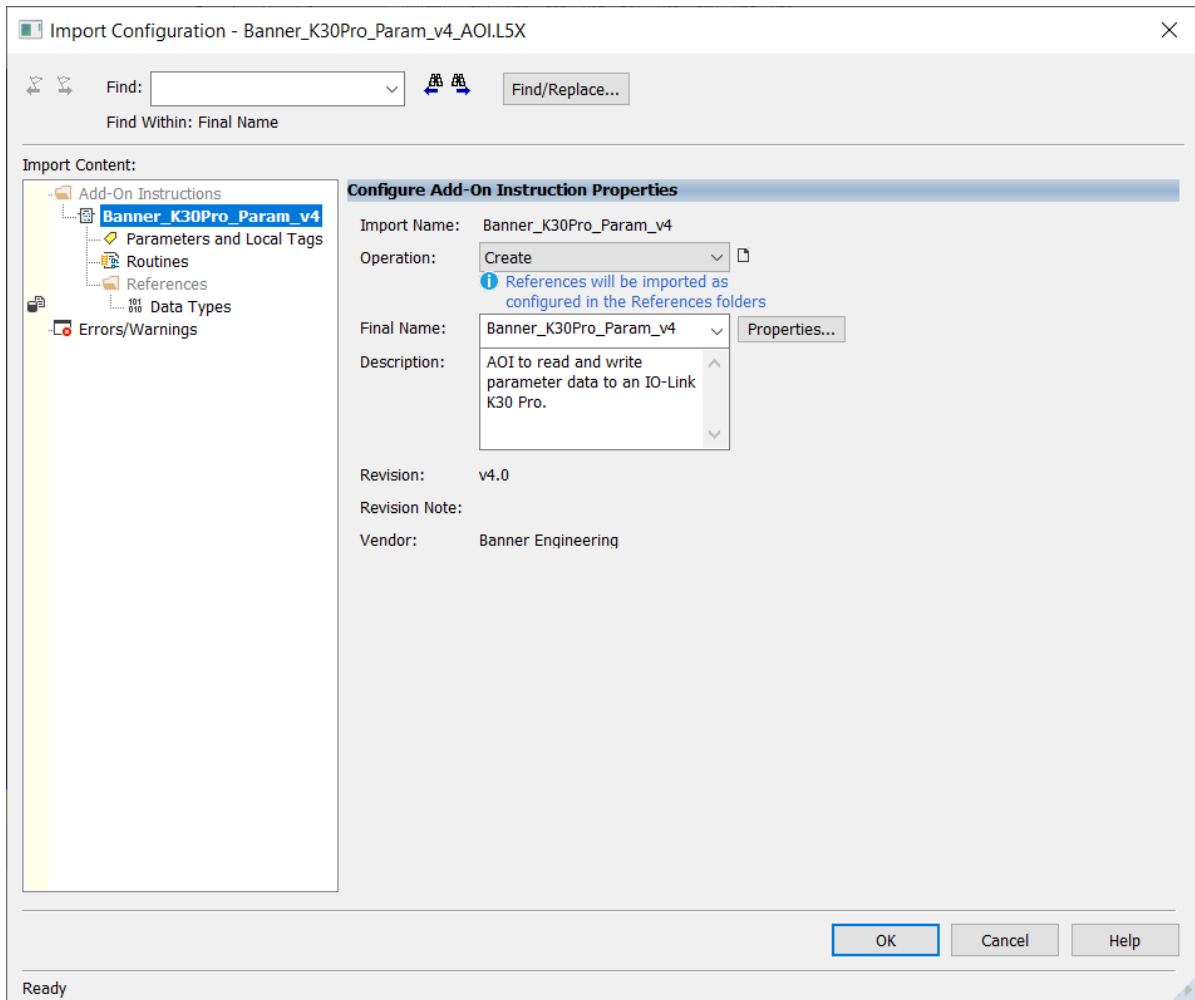 Import Configuration - Banner_K30Pro_Param_v4_AOI.L5X
Find:
Find/Replace...
Find Within: Final Name
Import Content:
Add-On Instructions
Banner_K30Pro_Param_v4
Parameters and Local Tags
Routines
References
Data Types
Errors/Warnings
Configure Add-On Instruction Properties
Import Name: Banner_K30Pro_Param_v4
Operation: Create
References will be imported as
configured in the References folders
Final Name: Banner_K30Pro_Param_v4 Properties...
Description: AOI to read and write
parameter data to an IO-Link
K30 Pro.
Revision: v4.0
Revision Note:
Vendor: Banner Engineering
OK Cancel Help
Ready